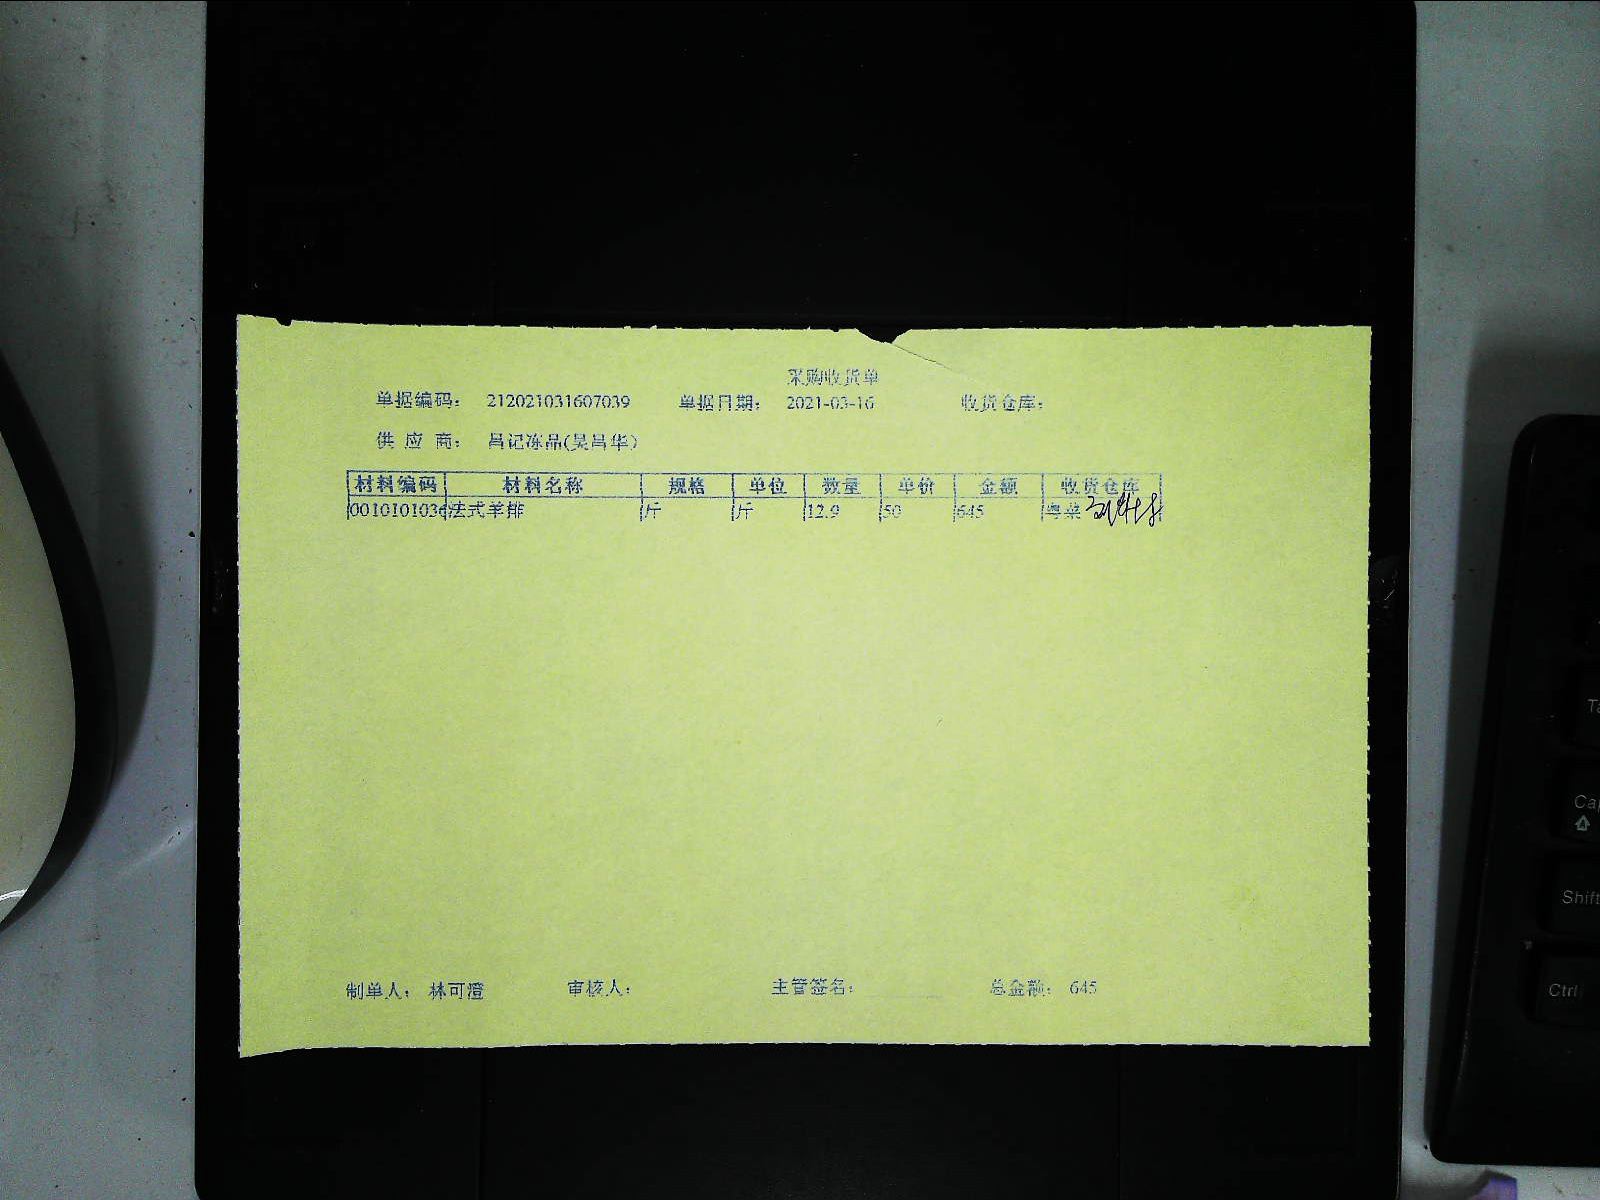 采购收货单
单据编码： 212021031607039 单据日期： 2021-03-16 收货仓库：
供 应 商： 昌记冻品(吴昌华)
材料编码 材料名称 规格 单位 数量 单价 金额 收货仓库
0010101036 法式羊排 斤 斤 12.9 50 645 粤菜
制单人： 林可澄 审核人： 主管签名： 总金额： 645
Ca
Shift
Ctrl